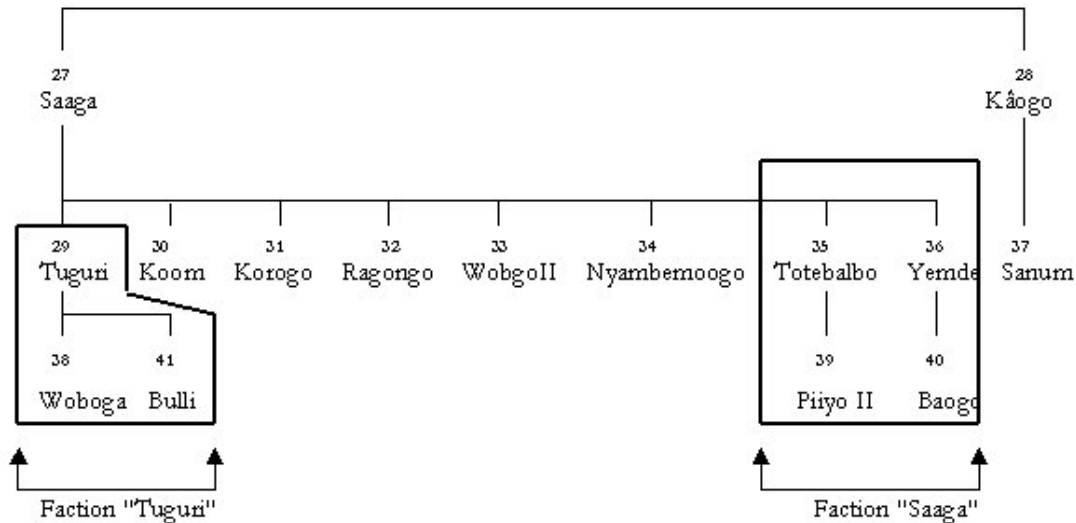 27 28
Saaga Kåogo
29 30 31 32 33 34 35 36 37
Tuguri Koom Korogo Ragongo WobgoII Nyambemoogo Totebalbo Yemde Sanum
38 41 39 40
Woboga Bulli Piiyo II Baogo
Faction "Tuguri" Faction "Saaga"